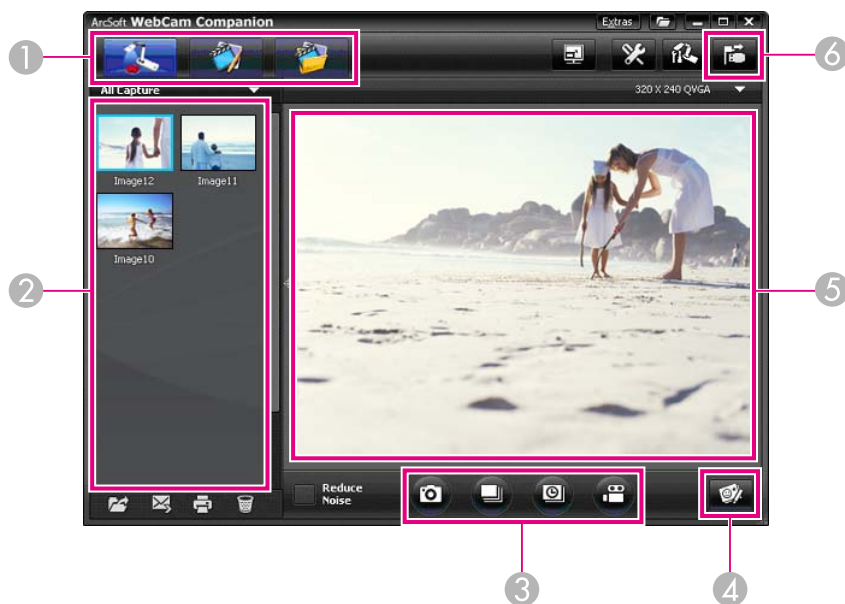 ArcSoft WebCam Companion
Extras
1
6
All Capture
320 X 240 QVGA
Image12
Image11
Image10
2
5
Reduce
Noise
3
4